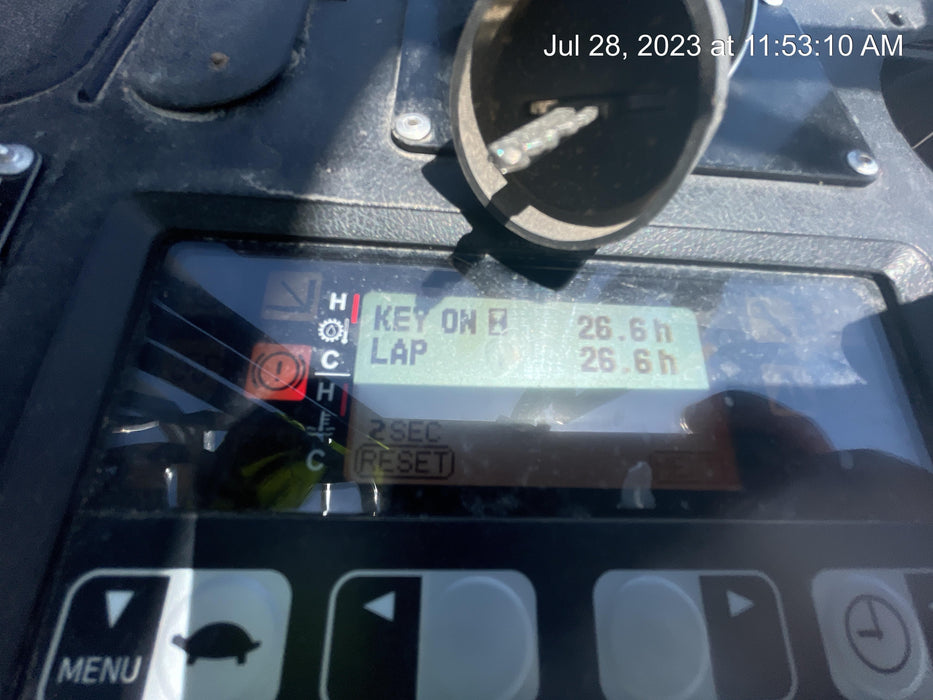 Jul 28, 2023 at 11:53:10 AM
H
KEY ON 26.6 h
C
LAP 26.6 h
H
C
2SEC
RESET
MENU